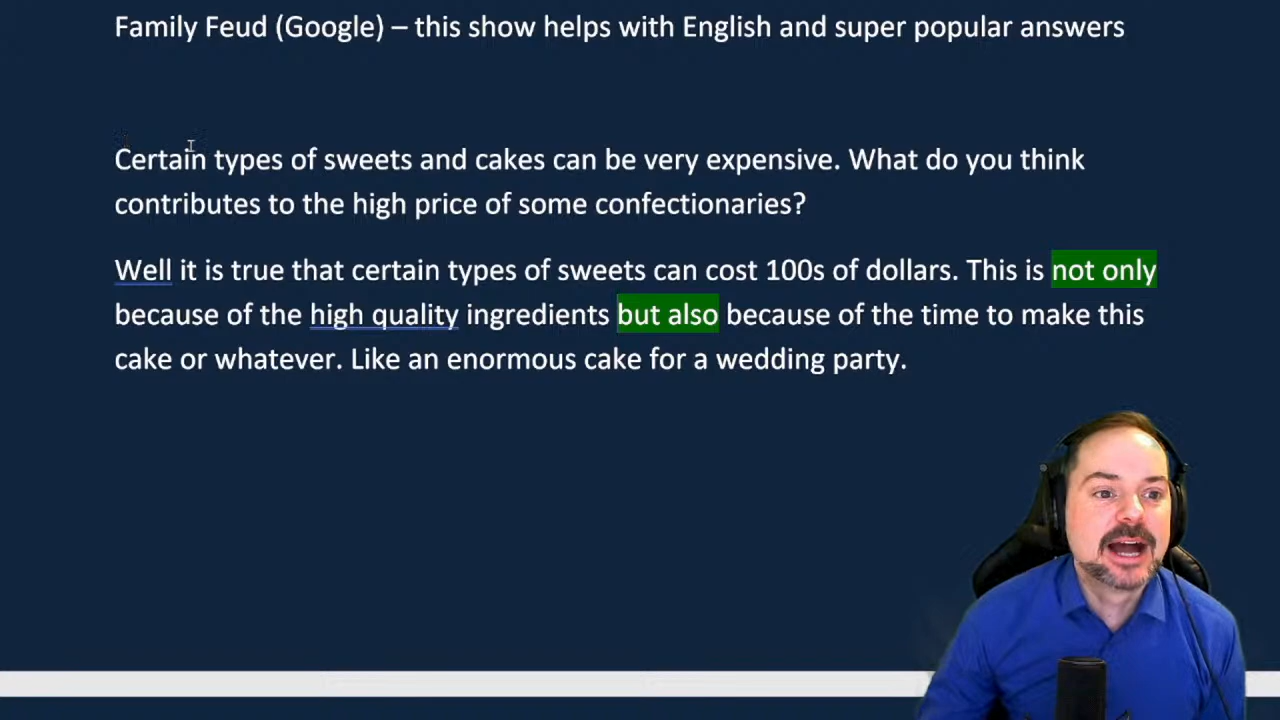 Family Feud (Google) – this show helps with English and super popular answers
Certain types of sweets and cakes can be very expensive. What do you think
contributes to the high price of some confectionaries?
Well it is true that certain types of sweets can cost 100s of dollars. This is not only
because of the high quality ingredients but also because of the time to make this
cake or whatever. Like an enormous cake for a wedding party.